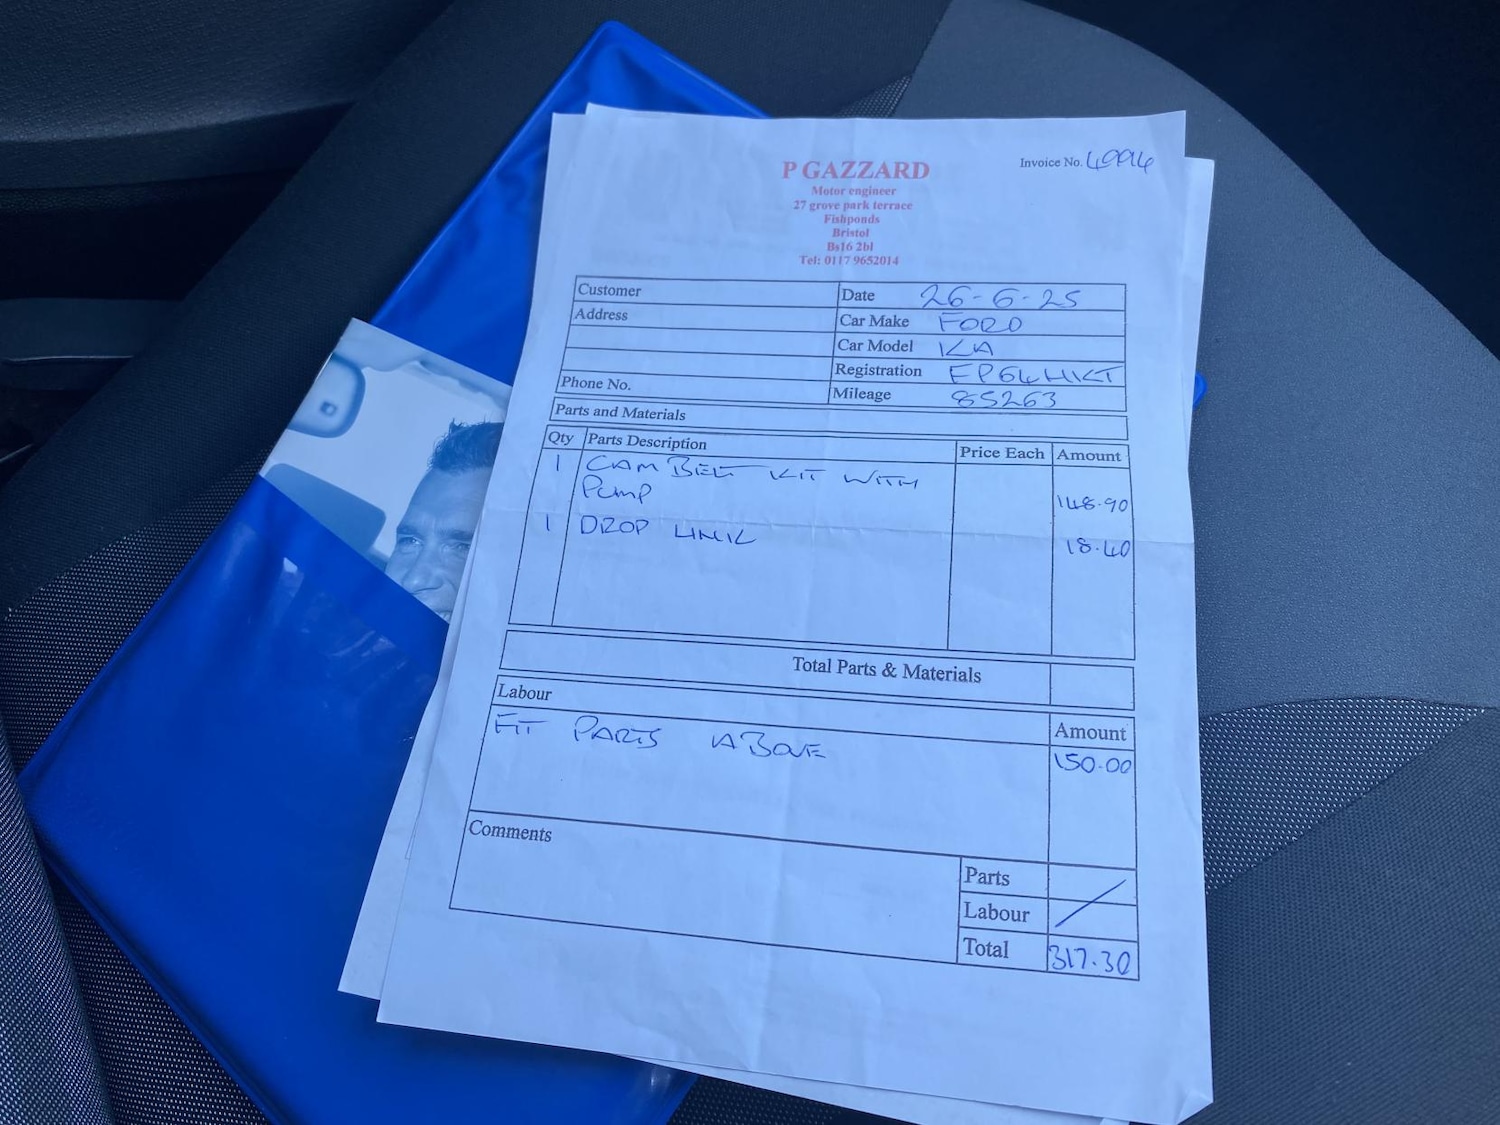 P GAZZARD
Motor engineer
27 grove park terrace
Fishponds
Bristol
Bs16 2bl
Tel: 0117 9652014
Invoice No. 4994
Customer
Address
Phone No.
Date 26-6-25
Car Make FORD
Car Model KA
Registration EP64HKT
Mileage 85263
Parts and Materials
Qty Parts Description Price Each Amount
1 CAM BELT KIT WITH
PUMP 148.90
1 DROP LINK 18.40
Total Parts & Materials
Labour Amount
FIT PARTS ABOVE 150.00
Comments
Parts
Labour
Total 317.30